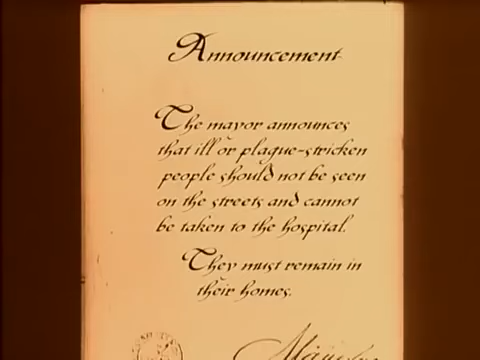 Announcement
The mayor announces
that ill or plague-stricken
people should not be seen
on the streets and cannot
be taken to the hospital.
They must remain in
their homes.